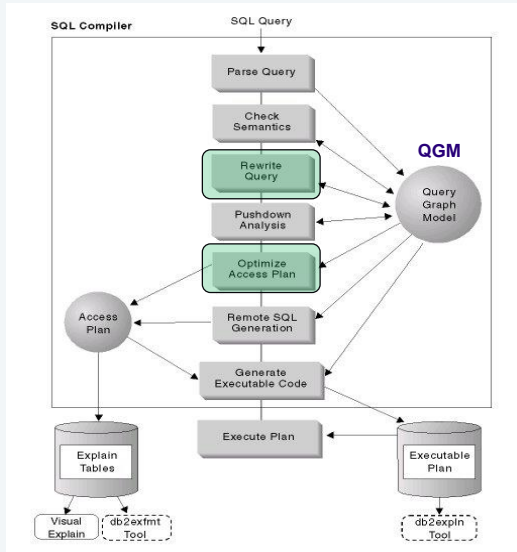 SQL Query
SQL Compiler
Parse Query
Check
Semantics
QGM
Rewrite
Query
Query
Graph
Model
Pushdown
Analysis
Optimize
Access Plan
Access
Plan
Remote SQL
Generation
Generate
Executable Code
Execute Plan
Explain
Tables
Executable
Plan
Visual
Explain
db2exfmt
Tool
db2expln
Tool